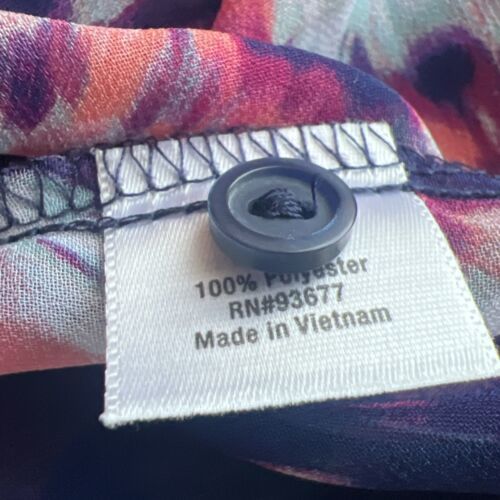 100% Polyester
RN#93677
Made in Vietnam